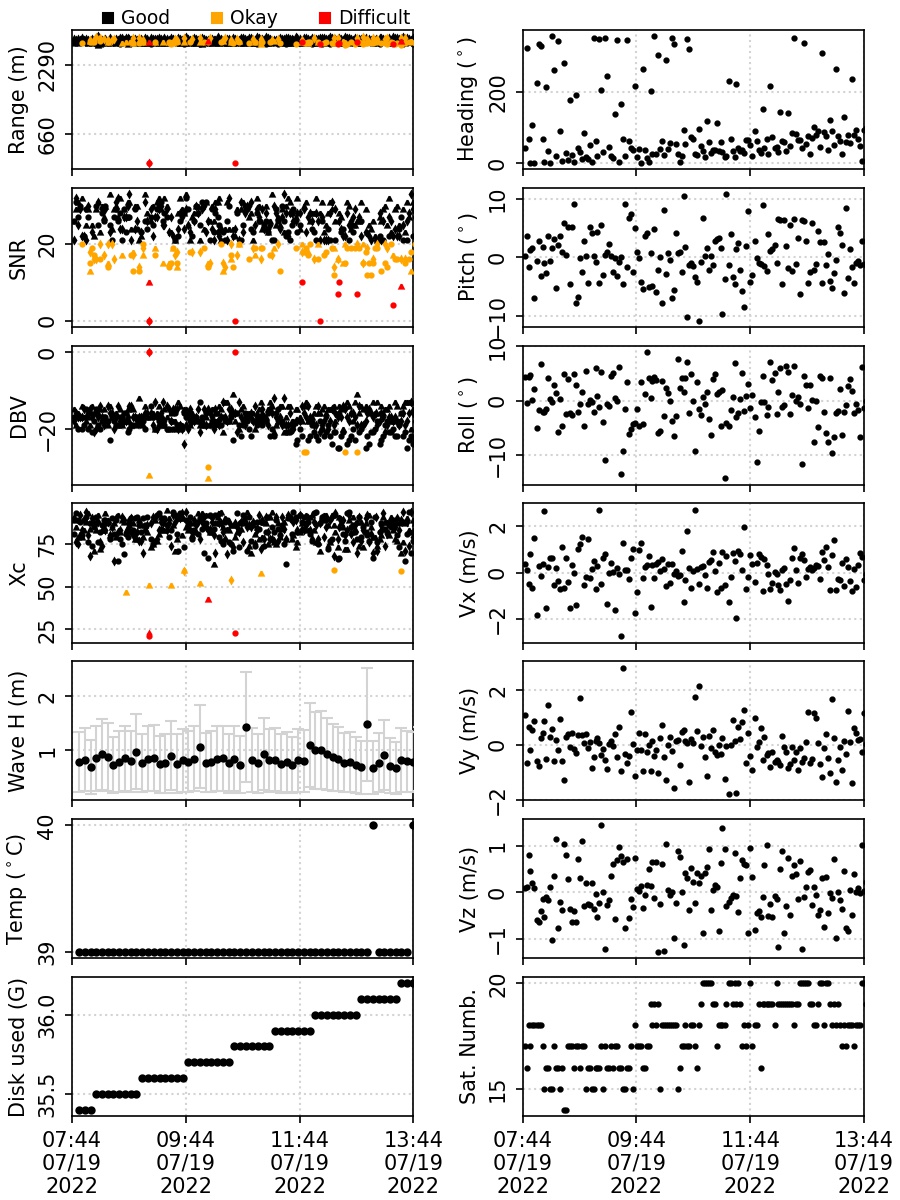 Good Okay Difficult
Range (m)
2290
660
Heading (°)
200
0
SNR
20
0
Pitch (°)
10
0
−10
DBV
0
−20
Roll (°)
10
0
−10
Xc
75
50
25
Vx (m/s)
2
0
−2
Wave H (m)
2
1
Vy (m/s)
2
0
−2
Temp (°C)
40
39
Vz (m/s)
1
0
−1
Disk used (G)
36.0
35.5
Sat. Numb.
20
15
07:44 09:44 11:44 13:44 07:44 09:44 11:44 13:44
07/19 07/19 07/19 07/19 07/19 07/19 07/19 07/19
2022 2022 2022 2022 2022 2022 2022 2022